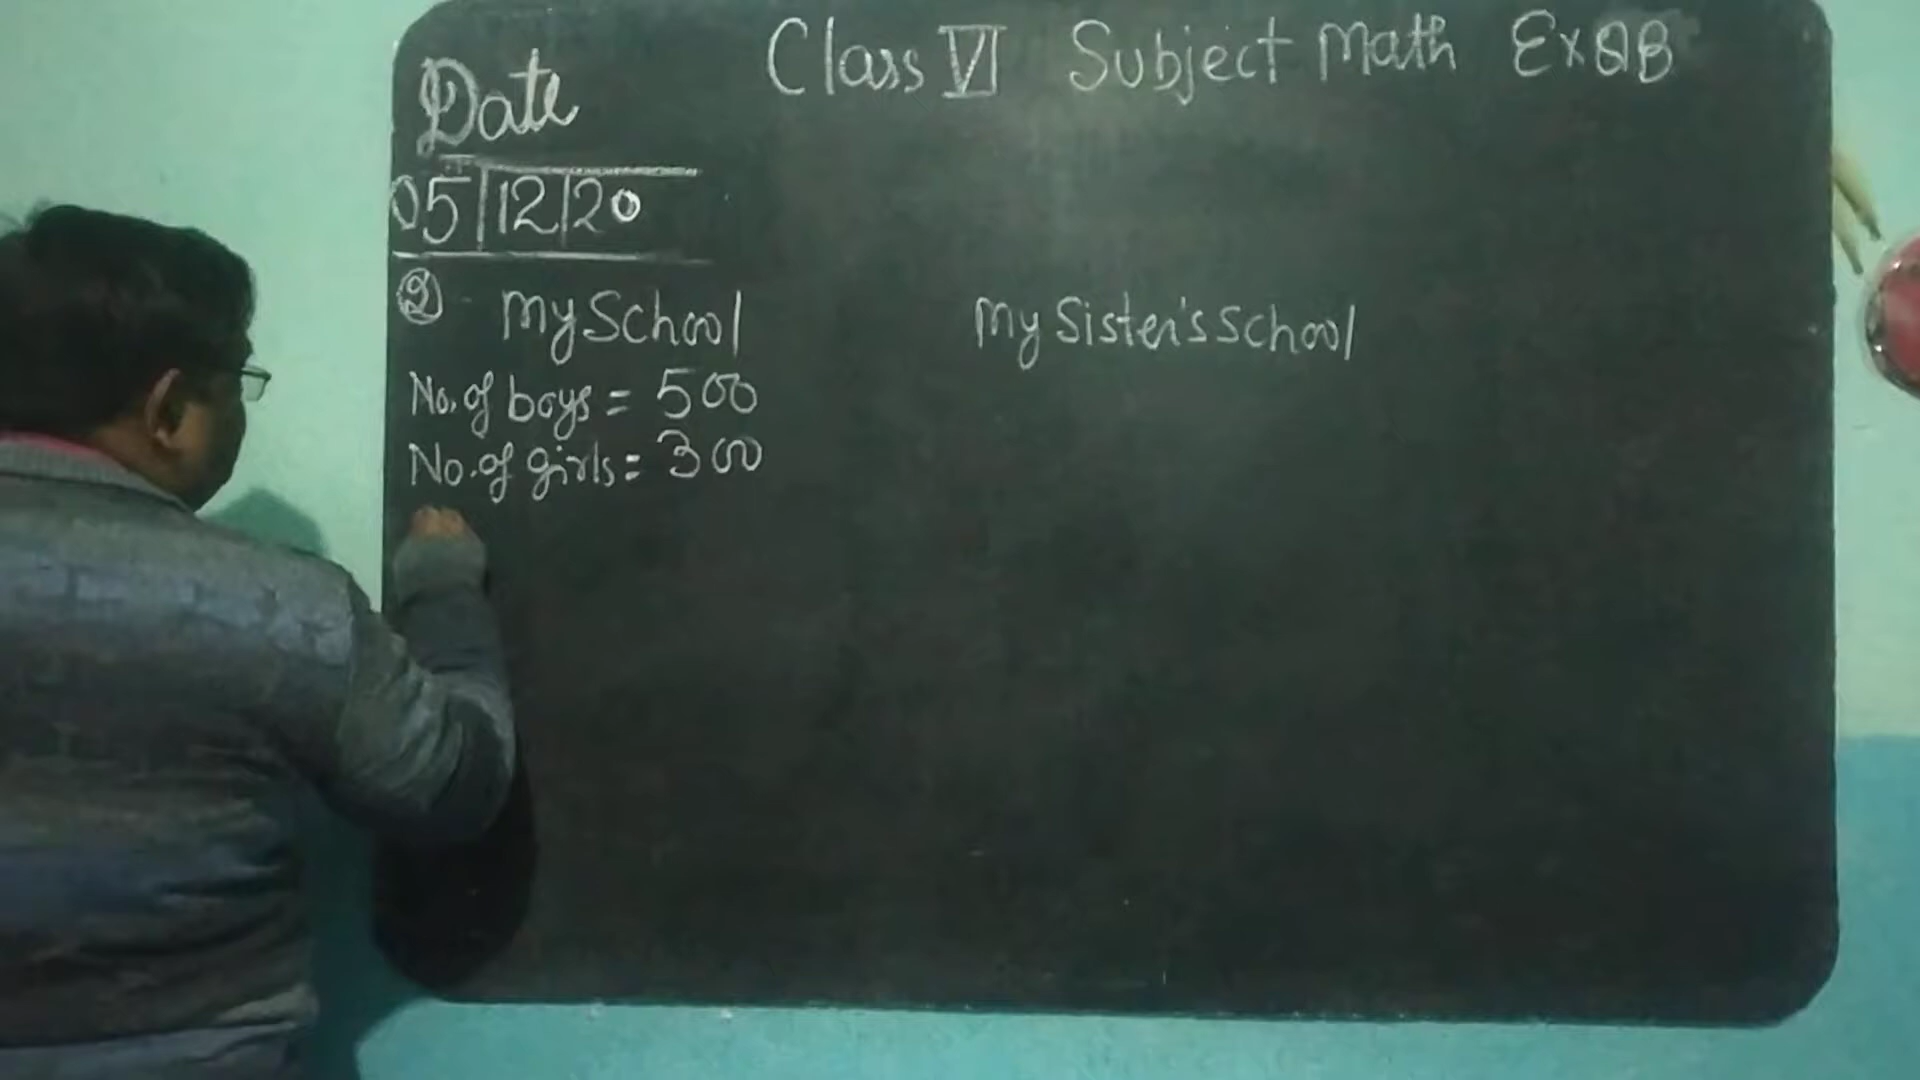 Class VI Subject Math Ex 8B
Date
05|12|20
② My School
My Sister's School
No. of boys = 500
No. of girls = 300